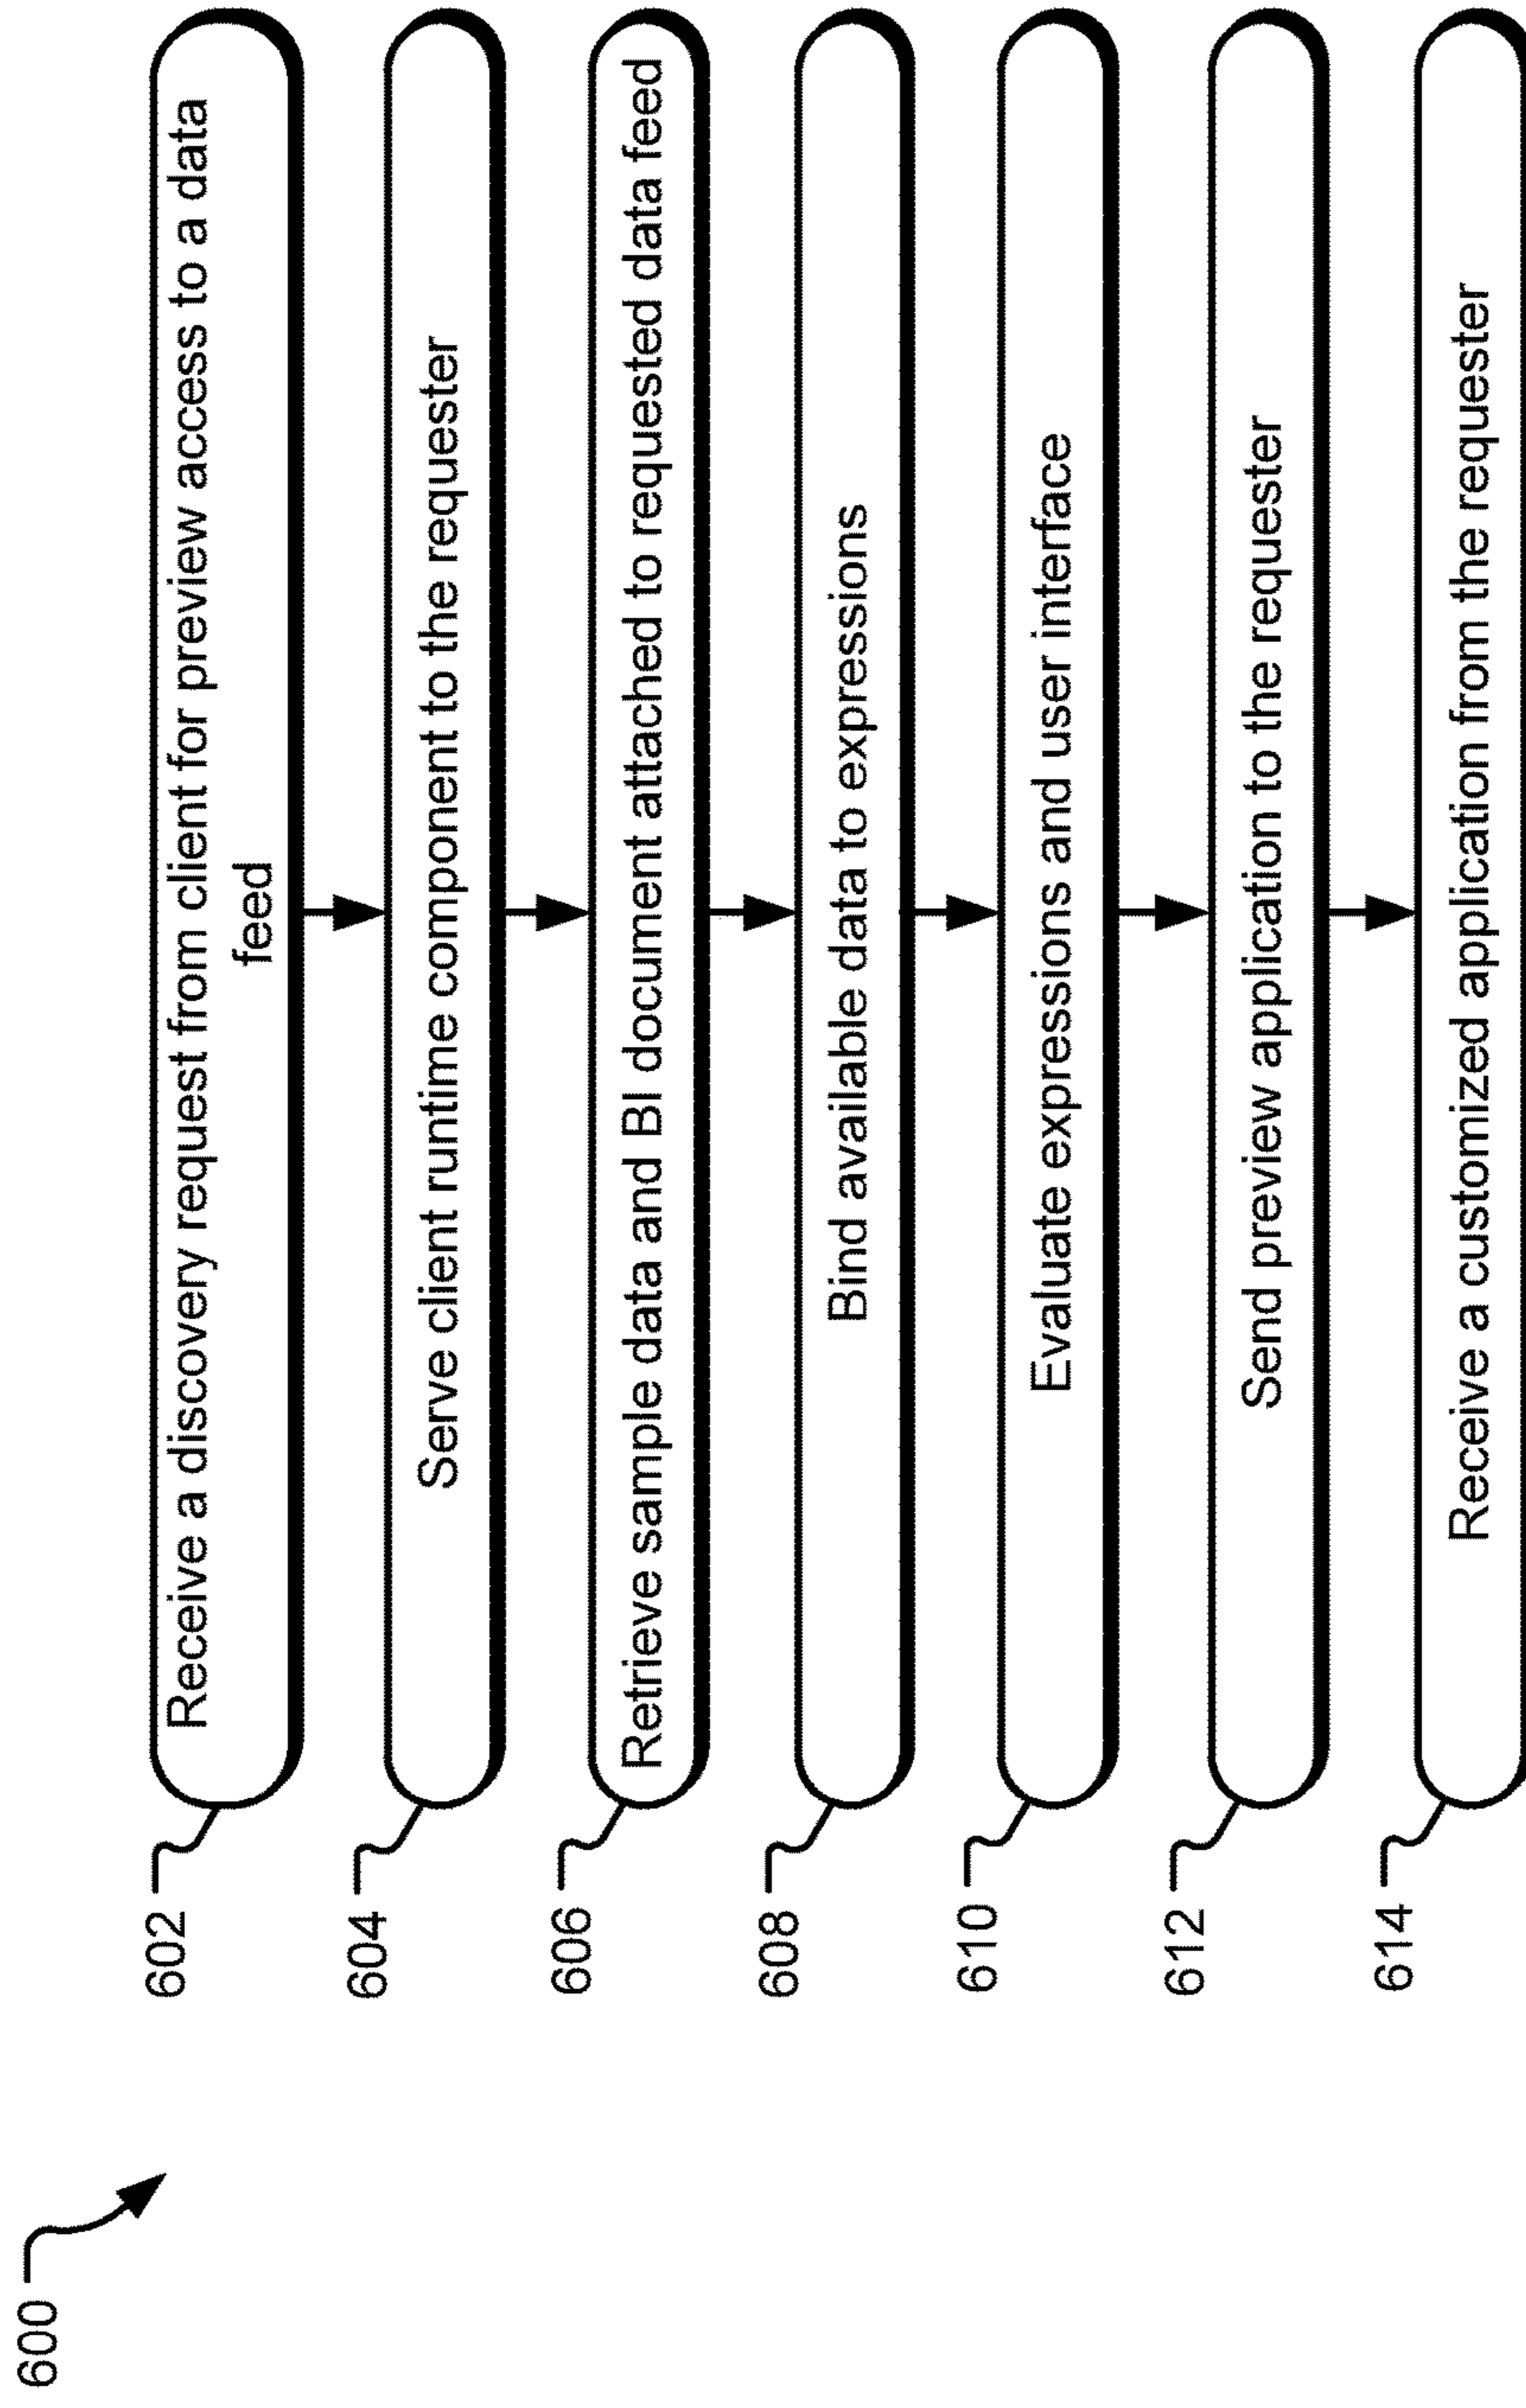 600
602
Receive a discovery request from client for preview access to a data
feed
604
Serve client runtime component to the requester
606
Retrieve sample data and BI document attached to requested data feed
608
Bind available data to expressions
610
Evaluate expressions and user interface
612
Send preview application to the requester
614
Receive a customized application from the requester